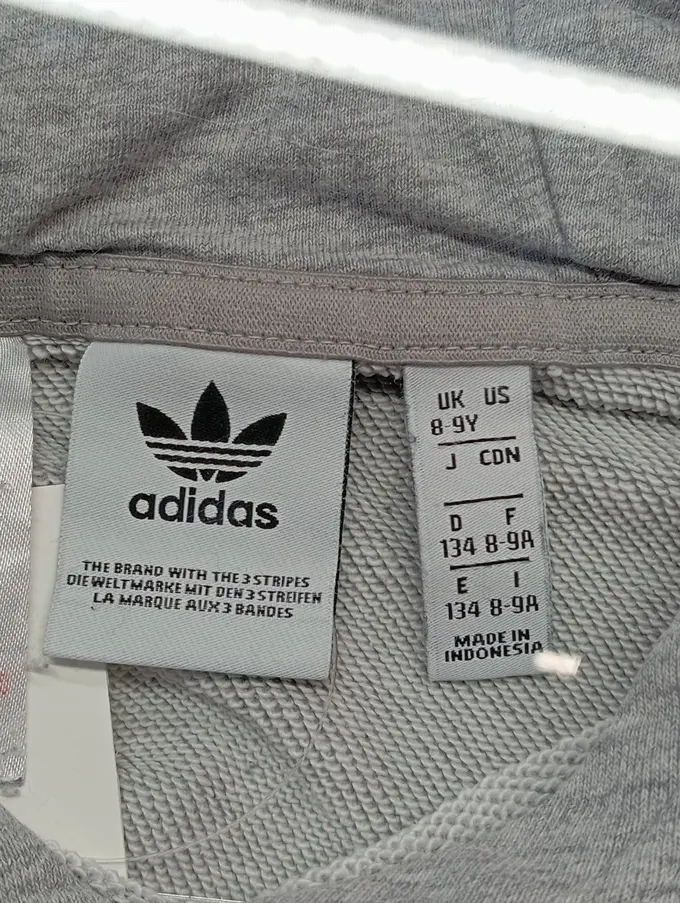 adidas
THE BRAND WITH THE 3 STRIPES
DIE WELTMARKE MIT DEN 3 STREIFEN
LA MARQUE AUX 3 BANDES
UK US
8-9Y
J CDN
D F
134 8-9A
E I
134 8-9A
MADE IN
INDONESIA